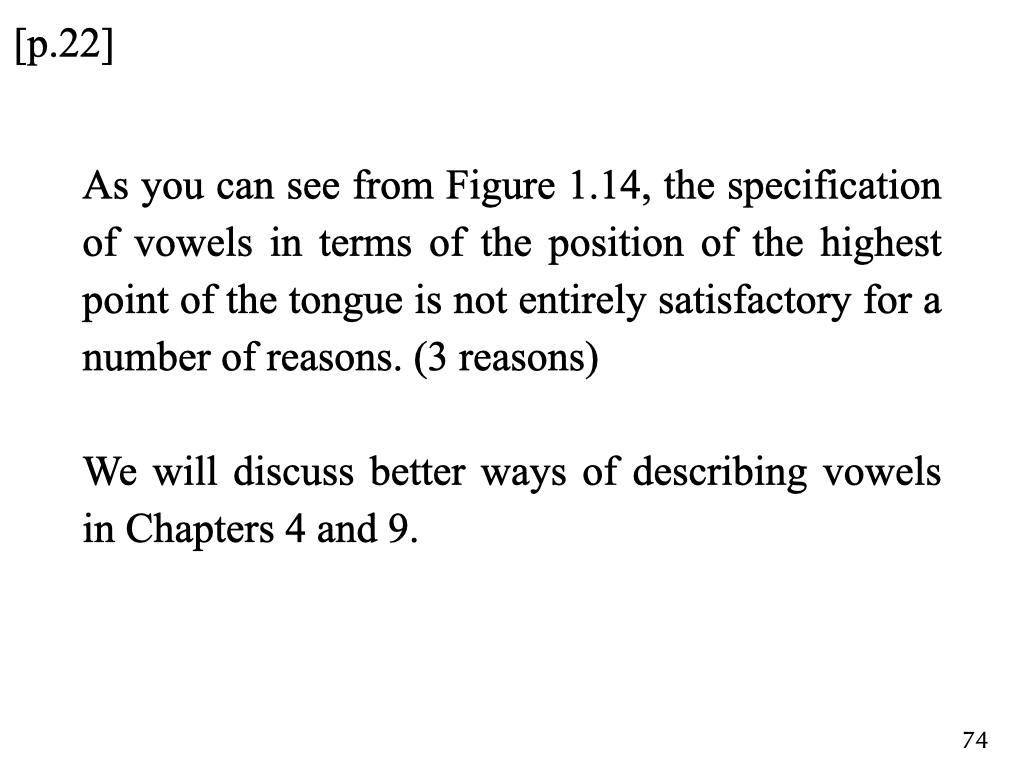 [p.22]
As you can see from Figure 1.14, the specification
of vowels in terms of the position of the highest
point of the tongue is not entirely satisfactory for a
number of reasons. (3 reasons)
We will discuss better ways of describing vowels
in Chapters 4 and 9.
74